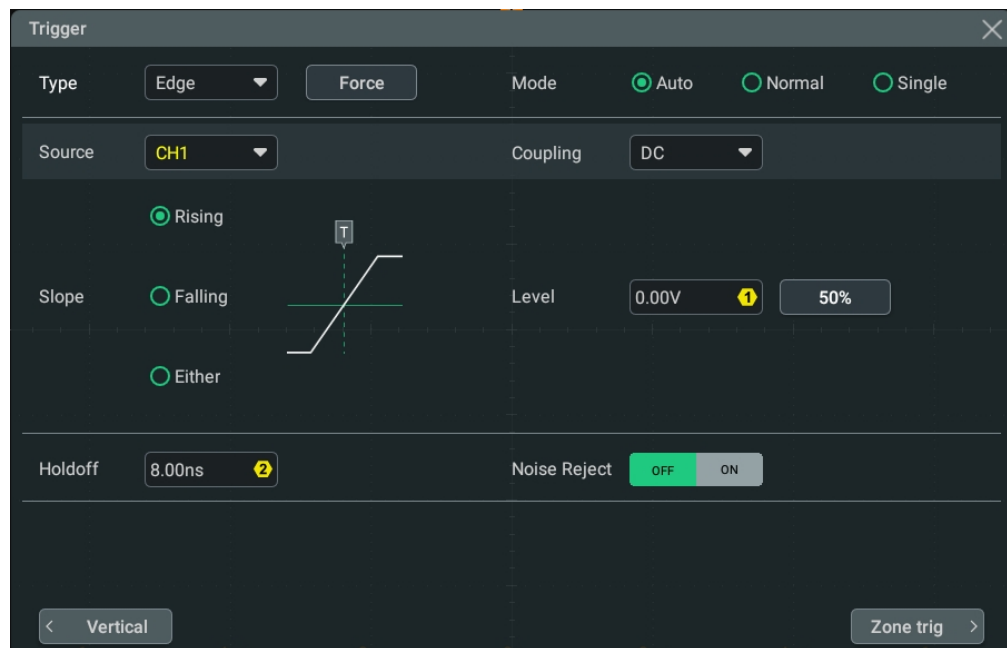 Trigger
Type Edge Force Mode Auto Normal Single
Source CH1 Coupling DC
Rising
T
Slope Falling Level 0.00V 1 50%
Either
Holdoff 8.00ns 2 Noise Reject OFF ON
< Vertical Zone trig >